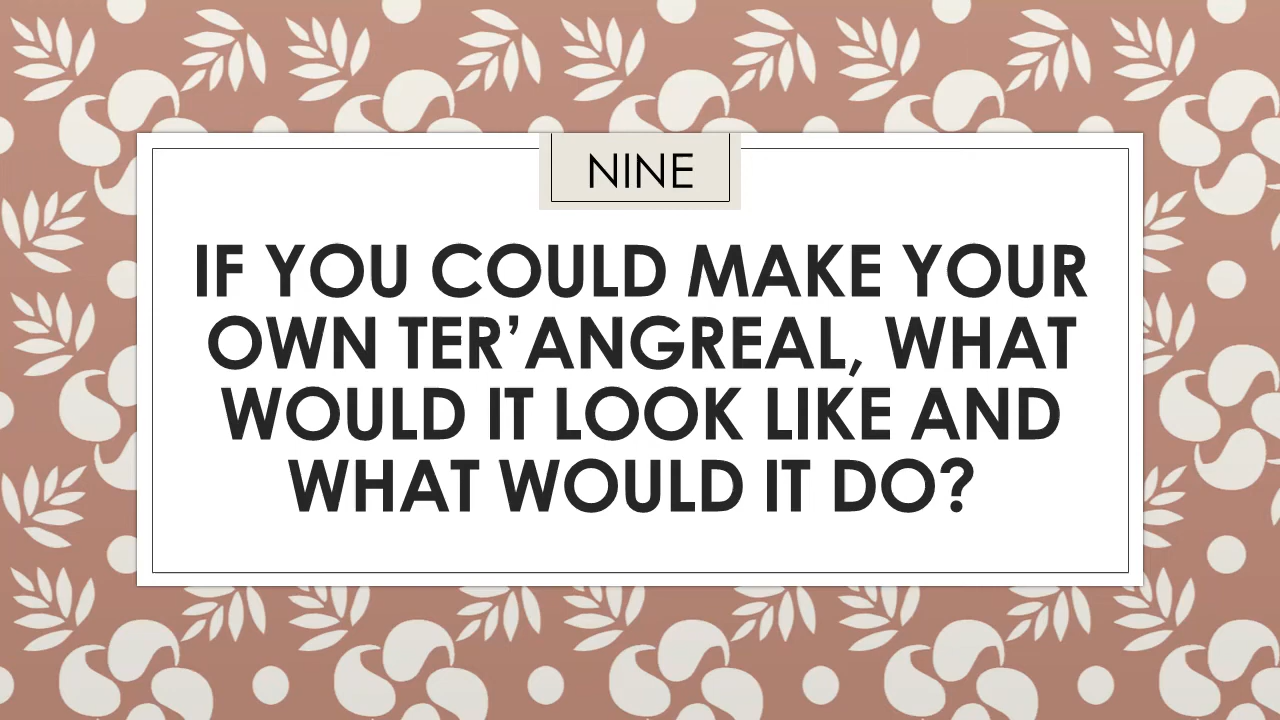 NINE
IF YOU COULD MAKE YOUR
OWN TER’ANGREAL, WHAT
WOULD IT LOOK LIKE AND
WHAT WOULD IT DO?